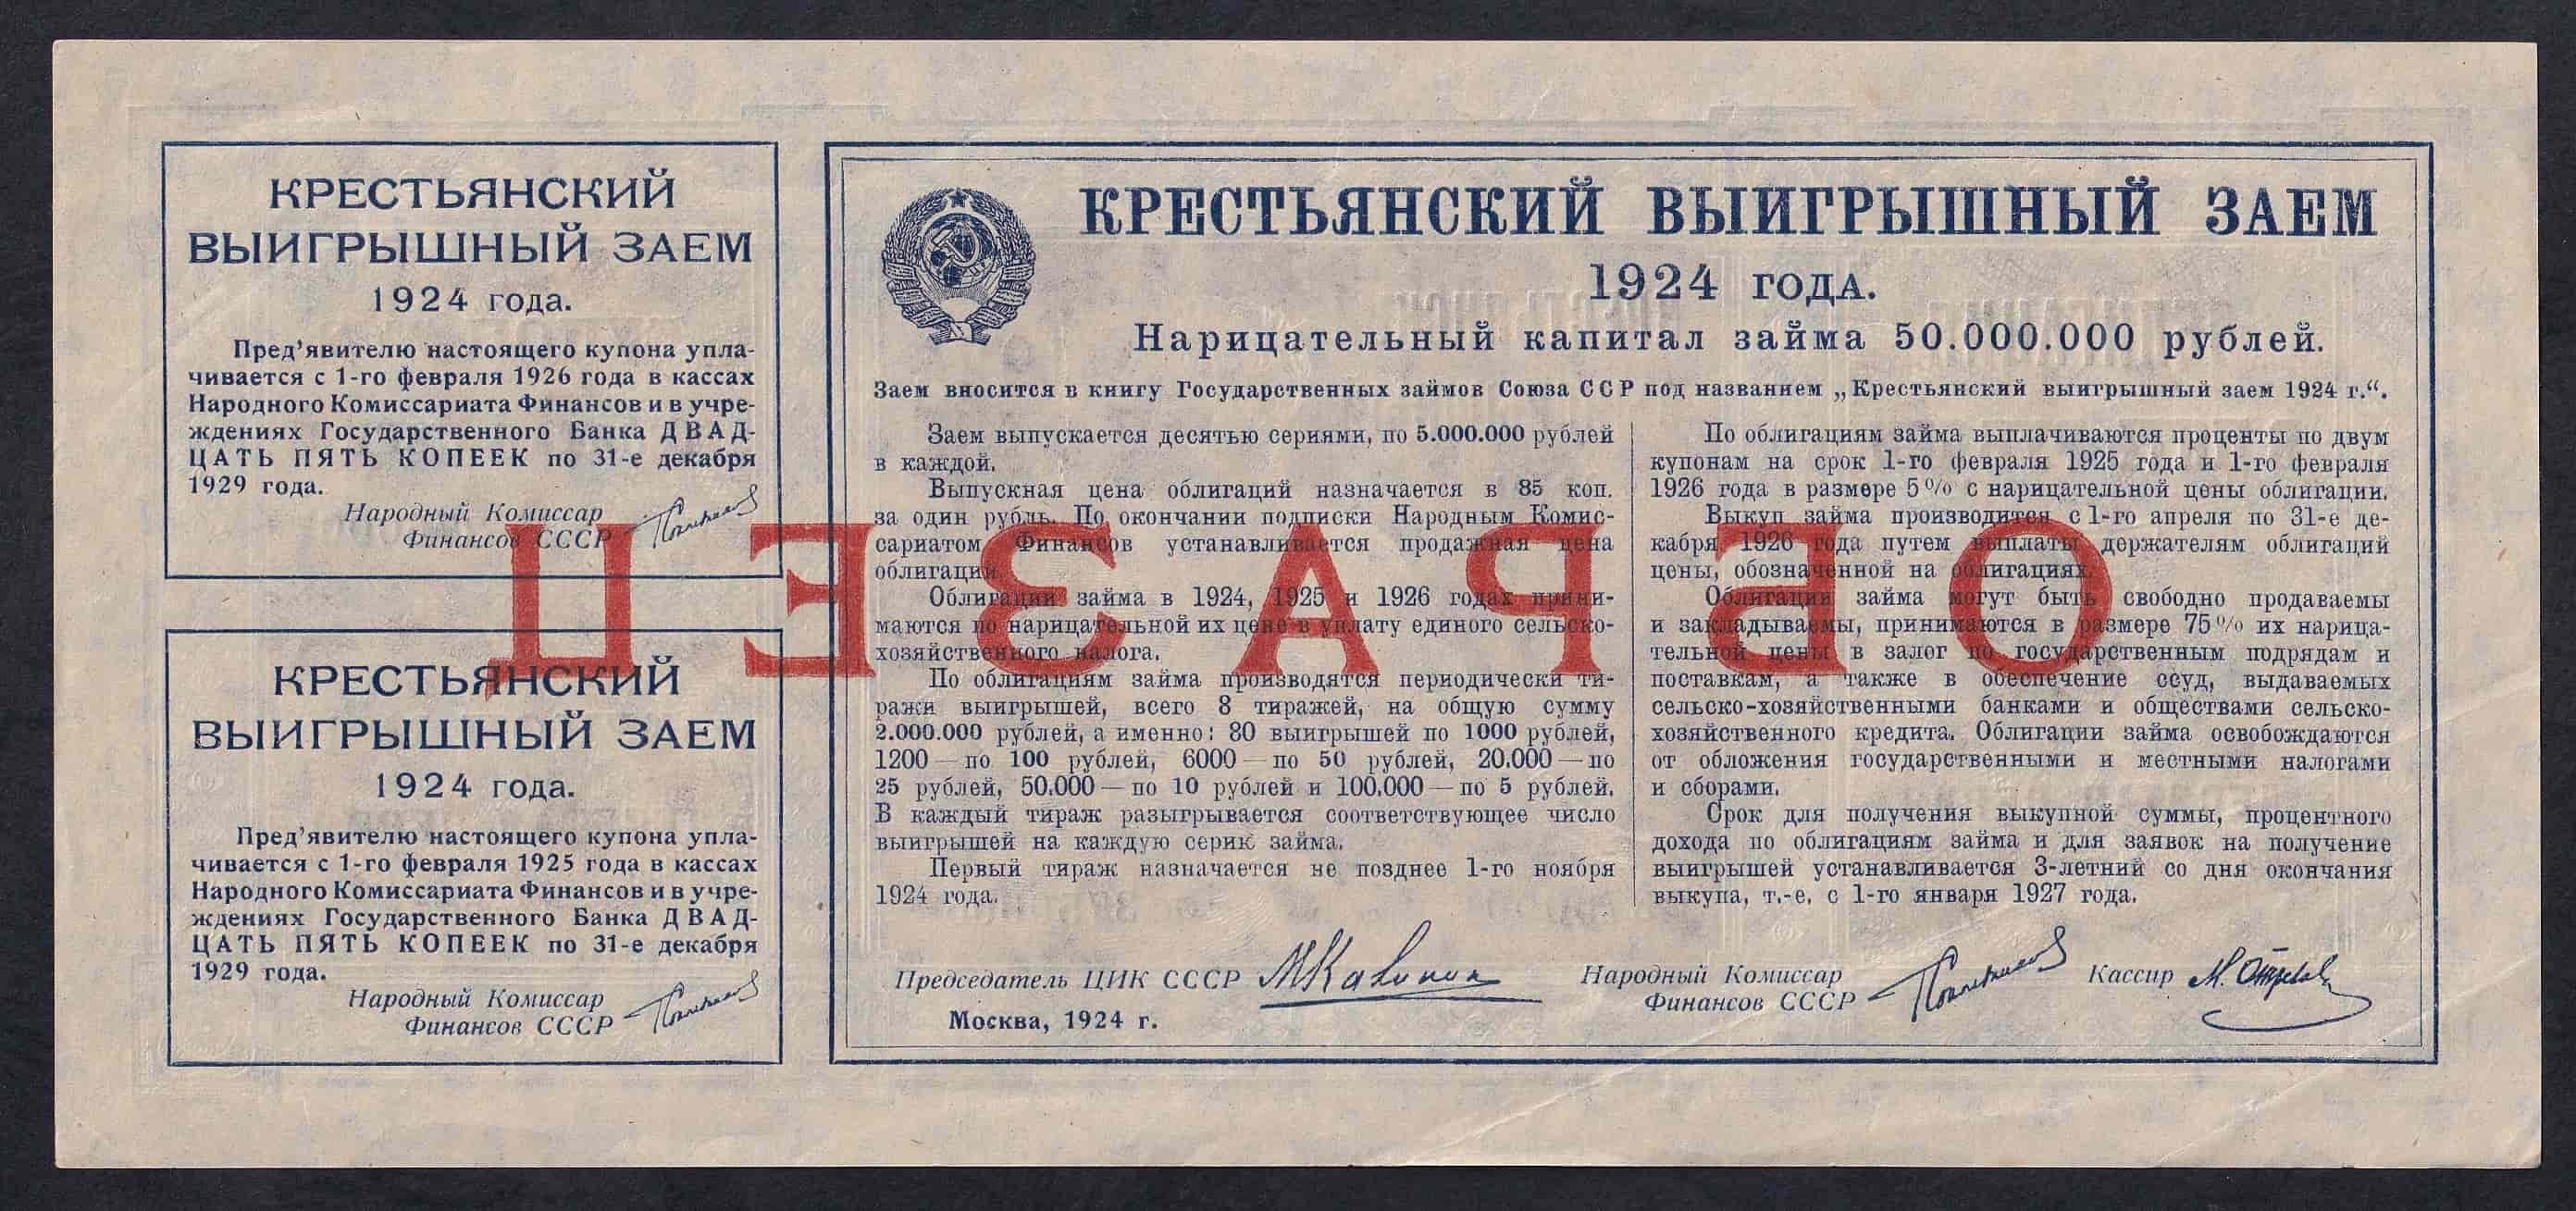 КРЕСТЬЯНСКИЙ
ВЫИГРЫШНЫЙ ЗАЕМ
1924 года.
Пред’явителю настоящего купона упла-
чивается с 1-го февраля 1926 года в кассах
Народного Комиссариата Финансов и в учре-
ждениях Государственного Банка ДВАД-
ЦАТЬ ПЯТЬ КОПЕЕК по 31-е декабря
1929 года.
Народный Комиссар
Финансов СССР
КРЕСТЬЯНСКИЙ
ВЫИГРЫШНЫЙ ЗАЕМ
1924 года.
Пред’явителю настоящего купона упла-
чивается с 1-го февраля 1925 года в кассах
Народного Комиссариата Финансов и в учре-
ждениях Государственного Банка ДВАД-
ЦАТЬ ПЯТЬ КОПЕЕК по 31-е декабря
1929 года.
Народный Комиссар
Финансов СССР
КРЕСТЬЯНСКИЙ ВЫИГРЫШНЫЙ ЗАЕМ
1924 ГОДА.
Нарицательный капитал займа 50.000.000 рублей.
Заем вносится в книгу Государственных займов Союза ССР под названием „Крестьянский выигрышный заем 1924 г.“.
Заем выпускается десятью сериями, по 5.000.000 рублей
в каждой.
Выпускная цена облигаций назначается в 85 коп.
за один рубль. По окончании подписки Народным Комис-
сариатом Финансов устанавливается продажная цена
облигации.
Облигации займа в 1924, 1925 и 1926 годах прини-
маются по нарицательной их цене в уплату единого сельско-
хозяйственного налога.
По облигациям займа производятся периодически ти-
ражи выигрышей, всего 8 тиражей, на общую сумму
2.000.000 рублей, а именно: 80 выигрышей по 1000 рублей,
1200 — по 100 рублей, 6000 — по 50 рублей, 20.000 — по
25 рублей, 50.000 — по 10 рублей и 100.000 — по 5 рублей.
В каждый тираж разыгрывается соответствующее число
выигрышей на каждую серию займа.
Первый тираж назначается не позднее 1-го ноября
1924 года.
По облигациям займа выплачиваются проценты по двум
купонам на срок 1-го февраля 1925 года и 1-го февраля
1926 года в размере 5% с нарицательной цены облигации.
Выкуп займа производится с 1-го апреля по 31-е де-
кабря 1926 года путем выплаты держателям облигаций
цены, обозначенной на облигациях.
Облигации займа могут быть свободно продаваемы
и закладываемы, принимаются в размере 75% их нарица-
тельной цены в залог по государственным подрядам и
поставкам, а также в обеспечение ссуд, выдаваемых
сельско-хозяйственными банками и обществами сельско-
хозяйственного кредита. Облигации займа освобождаются
от обложения государственными и местными налогами
и сборами.
Срок для получения выкупной суммы, процентного
дохода по облигациям займа и для заявок на получение
выигрышей устанавливается 3-летний со дня окончания
выкупа, т.-е. с 1-го января 1927 года.
Председатель ЦИК СССР М Калинин
Народный Комиссар
Финансов СССР
Кассир
Москва, 1924 г.
ОБРАЗЕЦ